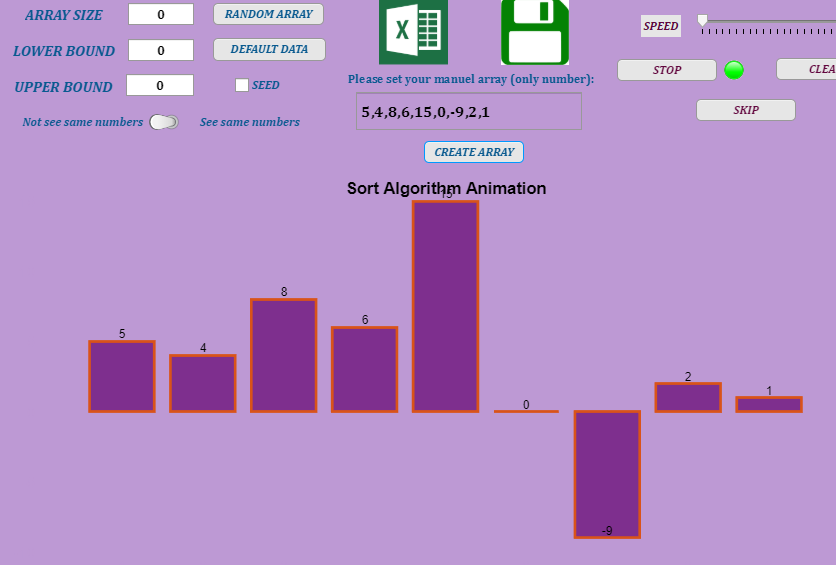 ARRAY SIZE 0 RANDOM ARRAY
LOWER BOUND 0 DEFAULT DATA
UPPER BOUND 0 SEED
Not see same numbers See same numbers
X
Please set your manuel array (only number):
5,4,8,6,15,0,-9,2,1
CREATE ARRAY
SPEED
STOP CLEA
SKIP
Sort Algorithm Animation
5 4 8 6 15 0 -9 2 1